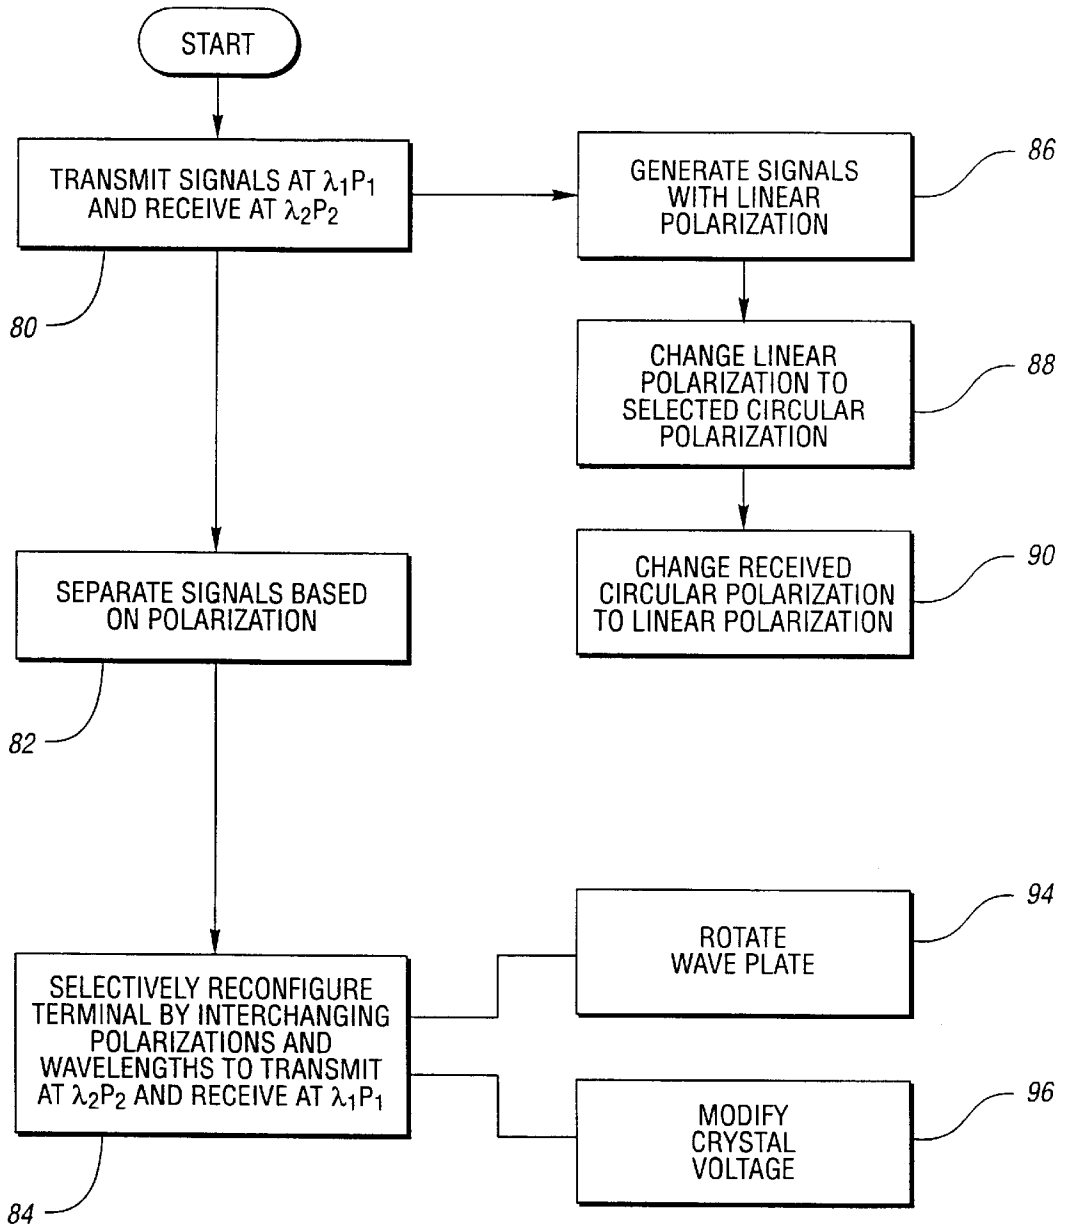 START
TRANSMIT SIGNALS AT λ₁P₁
AND RECEIVE AT λ₂P₂
80
GENERATE SIGNALS
WITH LINEAR
POLARIZATION
86
CHANGE LINEAR
POLARIZATION TO
SELECTED CIRCULAR
POLARIZATION
88
CHANGE RECEIVED
CIRCULAR POLARIZATION
TO LINEAR POLARIZATION
90
SEPARATE SIGNALS BASED
ON POLARIZATION
82
SELECTIVELY RECONFIGURE
TERMINAL BY INTERCHANGING
POLARIZATIONS AND
WAVELENGTHS TO TRANSMIT
AT λ₂P₂ AND RECEIVE AT λ₁P₁
84
ROTATE
WAVE PLATE
94
MODIFY
CRYSTAL
VOLTAGE
96